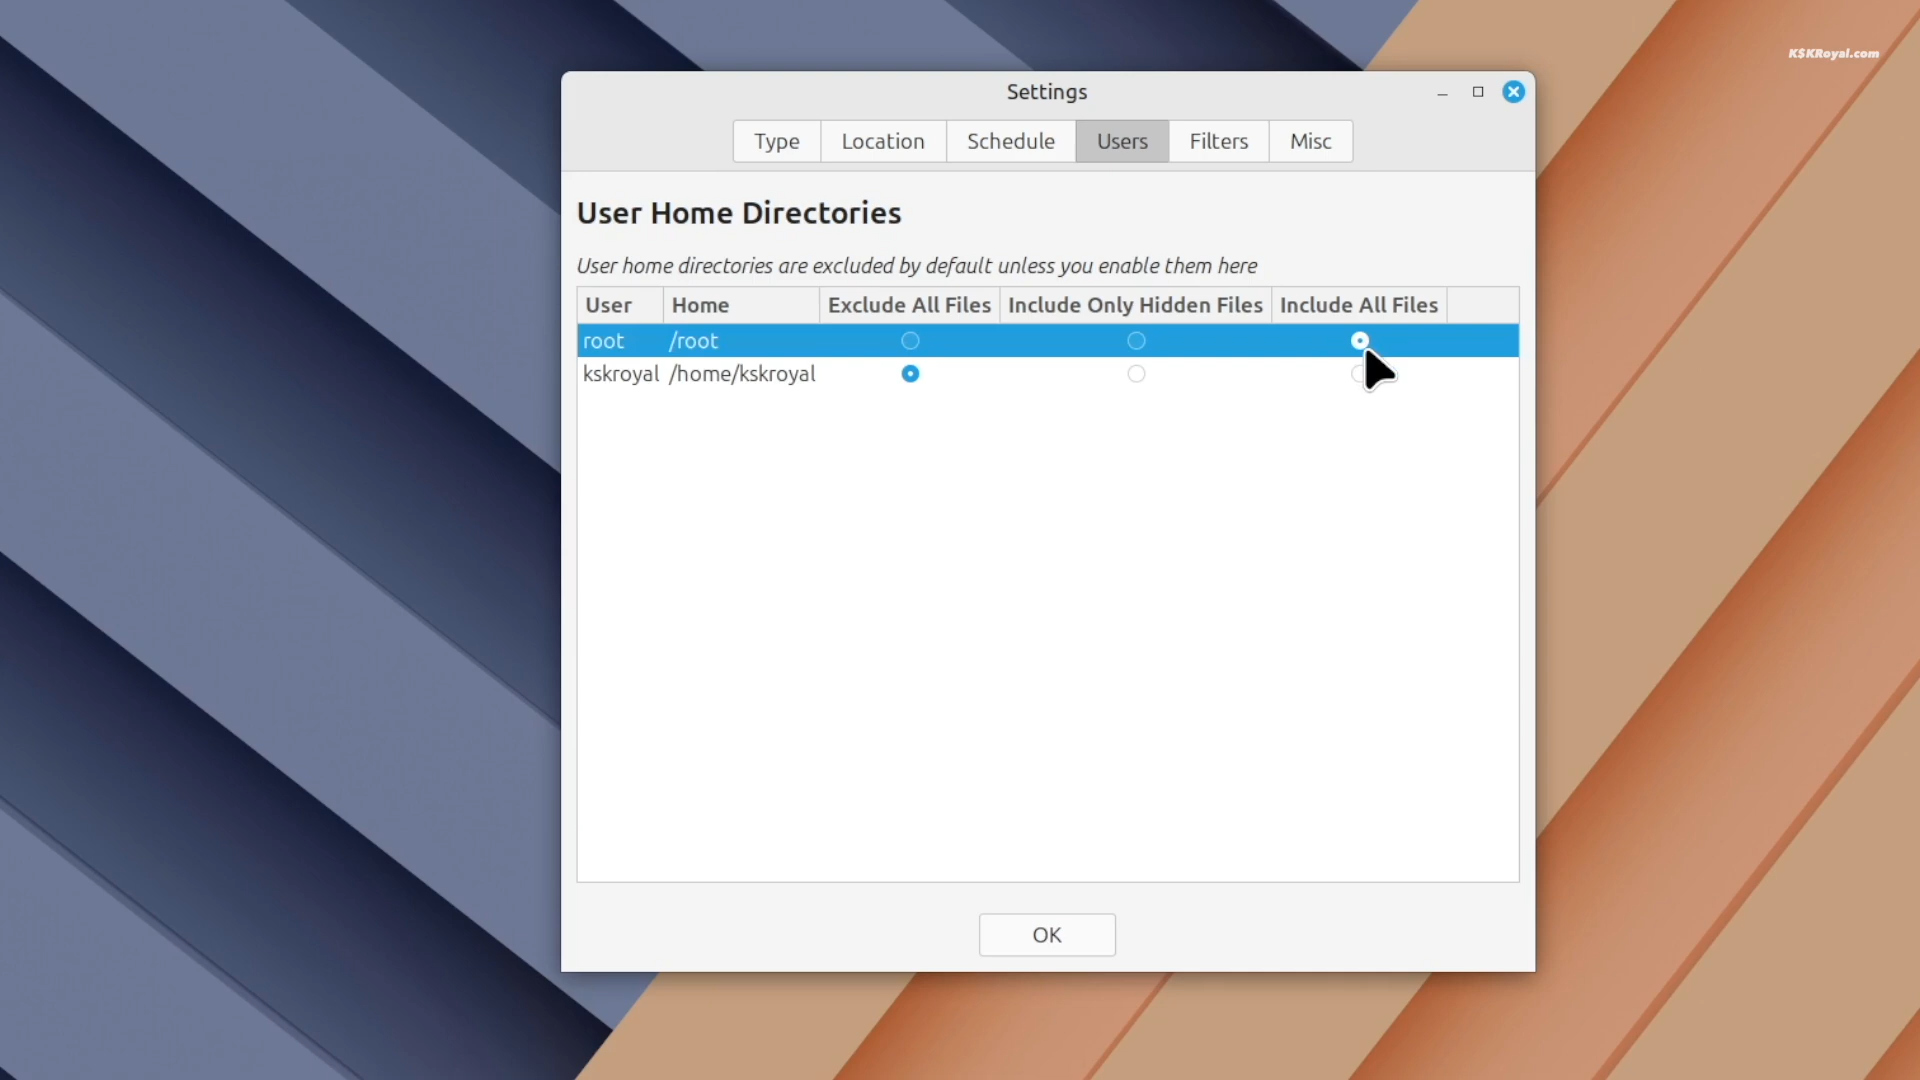 K$KRoyal.com
Settings
Type Location Schedule Users Filters Misc
User Home Directories
User home directories are excluded by default unless you enable them here
User Home Exclude All Files Include Only Hidden Files Include All Files
root /root
kskroyal /home/kskroyal
OK